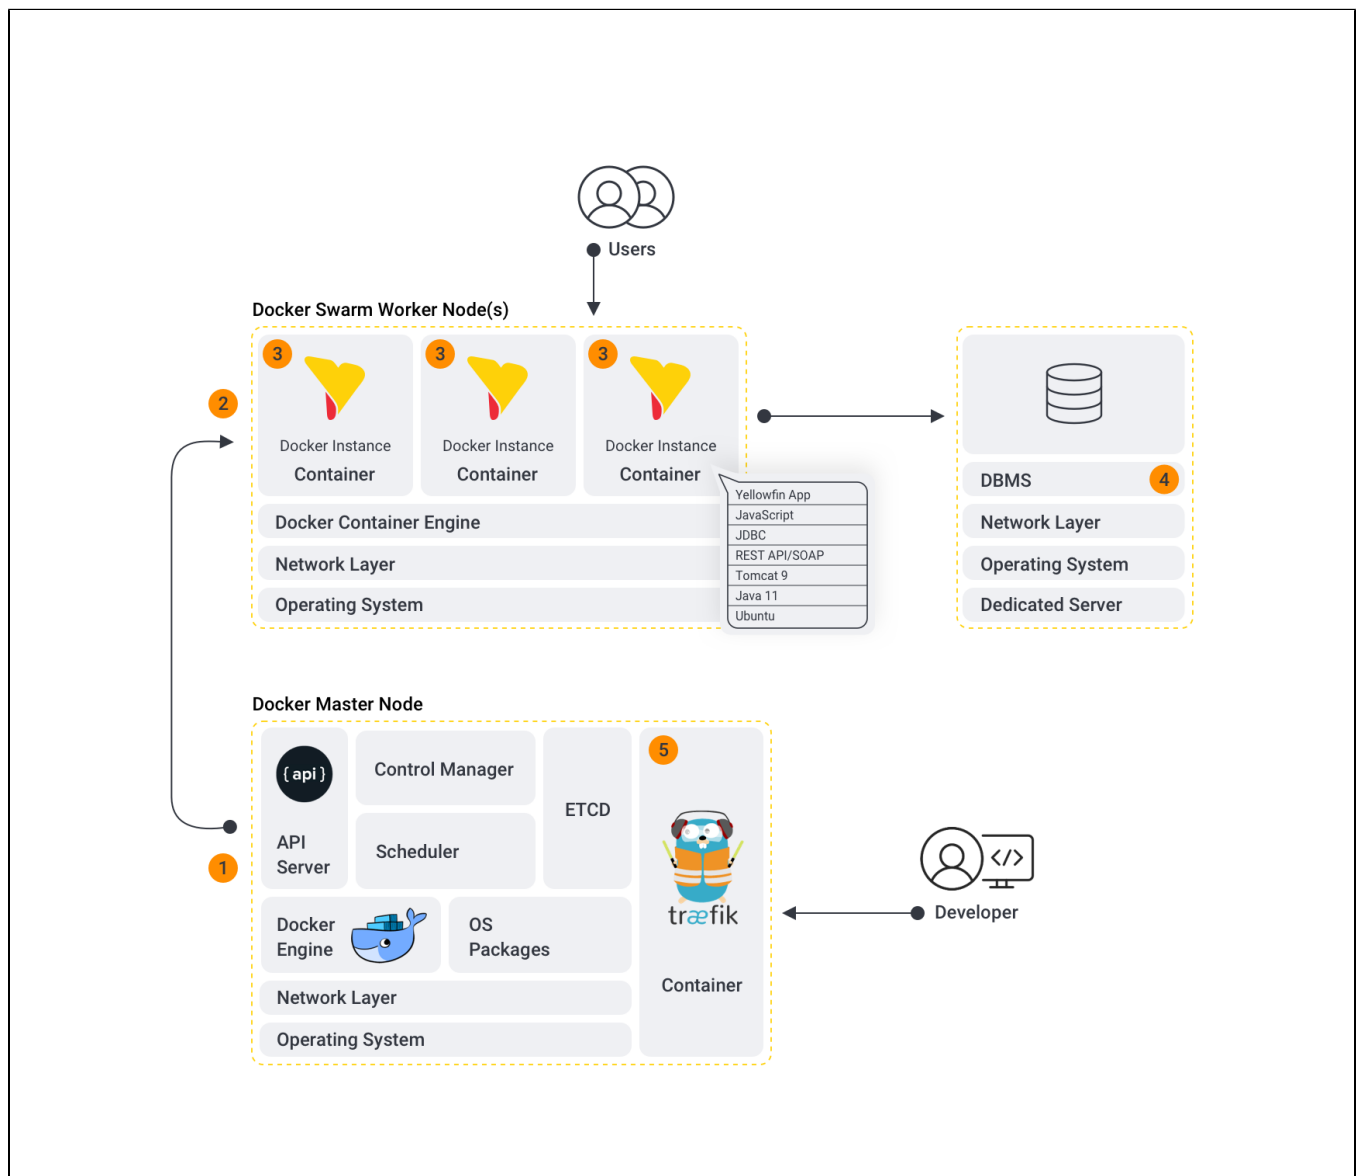 Users
Docker Swarm Worker Node(s)
3
3
3
2
Docker Instance
Container
Docker Instance
Container
Docker Instance
Container
Docker Container Engine
Network Layer
Operating System
Yellowfin App
JavaScript
JDBC
REST API/SOAP
Tomcat 9
Java 11
Ubuntu
DBMS
4
Network Layer
Operating System
Dedicated Server
Docker Master Node
{api}
API
Server
1
Control Manager
Scheduler
ETCD
5
træfik
Container
Docker
Engine
OS
Packages
Network Layer
Operating System
</>
Developer